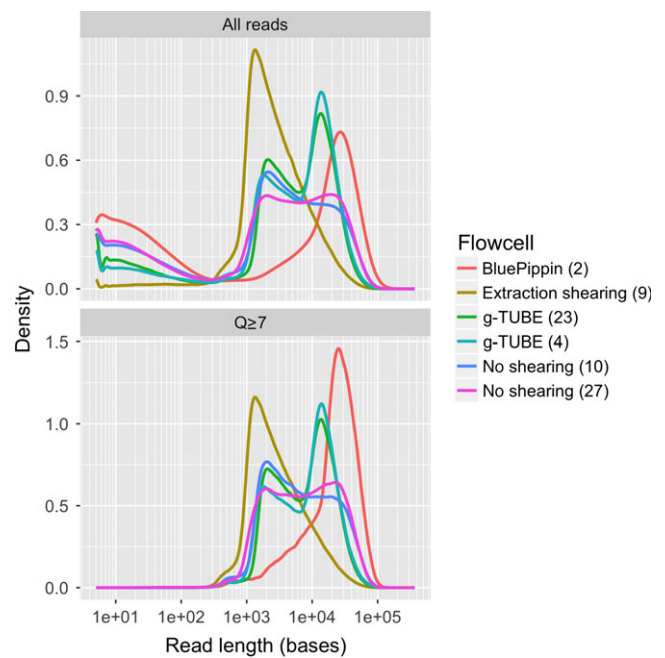 All reads
0.9
0.6
0.3
0.0
Density
Q≥7
1.5
1.0
0.5
0.0
1e+01 1e+02 1e+03 1e+04 1e+05
Read length (bases)
Flowcell
BluePippin (2)
Extraction shearing (9)
g-TUBE (23)
g-TUBE (4)
No shearing (10)
No shearing (27)